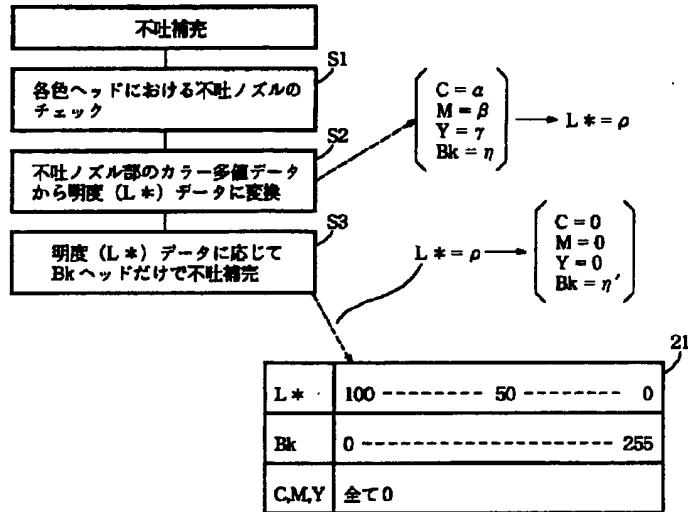 不吐補充
S1
各色ヘッドにおける不吐ノズルの
チェック
S2
不吐ノズル部のカラー多値データ
から明度(L*)データに変換
S3
明度(L*)データに応じて
Bkヘッドだけで不吐補完
C = α
M = β
Y = γ
Bk = η
L* = ρ
L* = ρ
C = 0
M = 0
Y = 0
Bk = η′
21
L* 100 -------- 50 -------- 0
Bk 0 -------------------- 255
C,M,Y 全て0